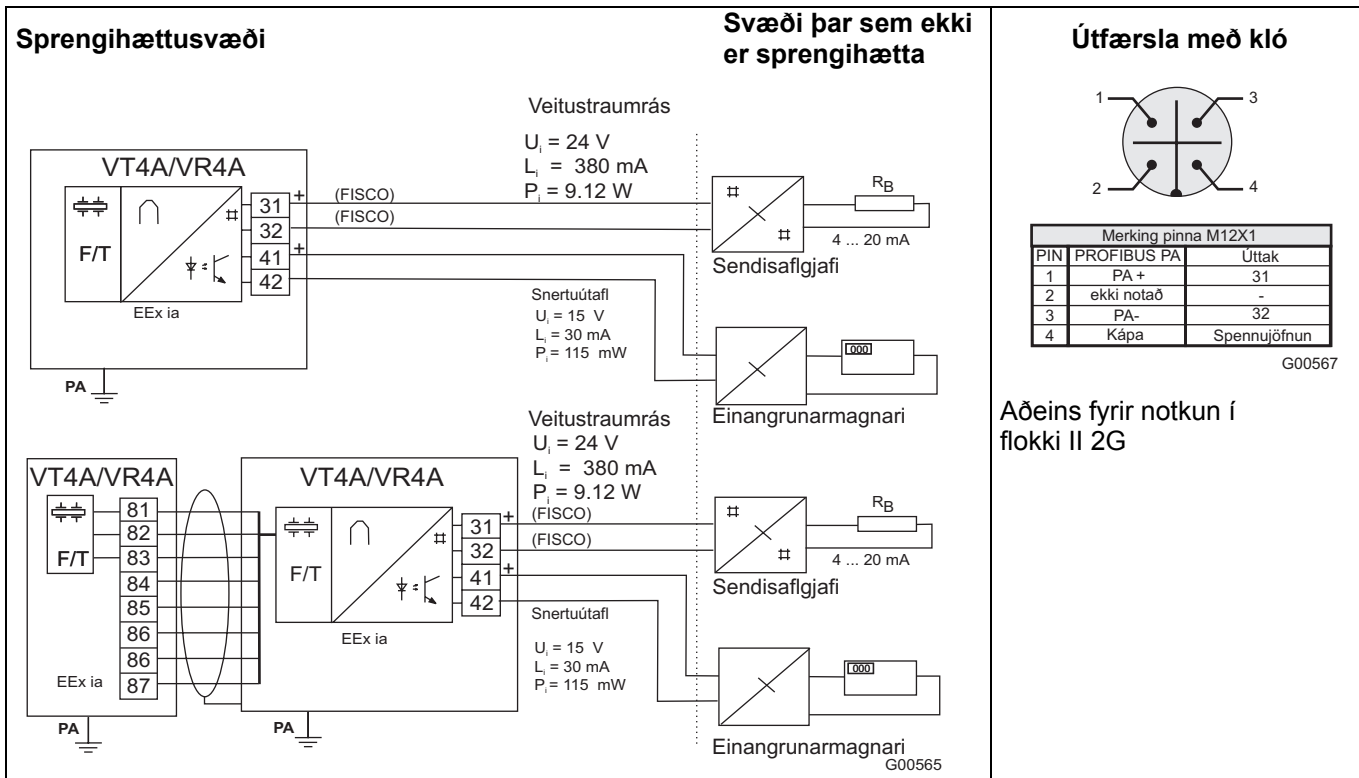 Sprengihættusvæði
Svæði þar sem ekki
er sprengihætta
Veitustraumrás
Uᵢ = 24 V
Lᵢ = 380 mA
Pᵢ = 9.12 W
VT4A/VR4A
F/T
EEx ia
31 +
32
41 +
42
(FISCO)
(FISCO)
PA
Snertuútafl
Uᵢ = 15 V
Lᵢ = 30 mA
Pᵢ = 115 mW
R_B
4 ... 20 mA
Sendisaflgjafi
000
Einangrunarmagnari
VT4A/VR4A
F/T
81
82
83
84
85
86
86
87
EEx ia
PA
VT4A/VR4A
F/T
EEx ia
31 +
32
41 +
42
PA
Veitustraumrás
Uᵢ = 24 V
Lᵢ = 380 mA
Pᵢ = 9.12 W
(FISCO)
(FISCO)
Snertuútafl
Uᵢ = 15 V
Lᵢ = 30 mA
Pᵢ = 115 mW
R_B
4 ... 20 mA
Sendisaflgjafi
000
Einangrunarmagnari
G00565
Útfærsla með kló
1 3
2 4
Merking pinna M12X1
PIN PROFIBUS PA Úttak
1 PA + 31
2 ekki notað -
3 PA- 32
4 Kápa Spennujöfnun
G00567
Aðeins fyrir notkun í
flokki II 2G